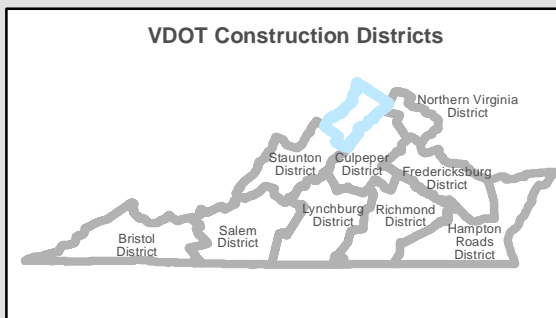 VDOT Construction Districts
Northern Virginia
District
Staunton
District
Culpeper
District
Fredericksburg
District
Lynchburg
District
Richmond
District
Hampton
Roads
District
Salem
District
Bristol
District